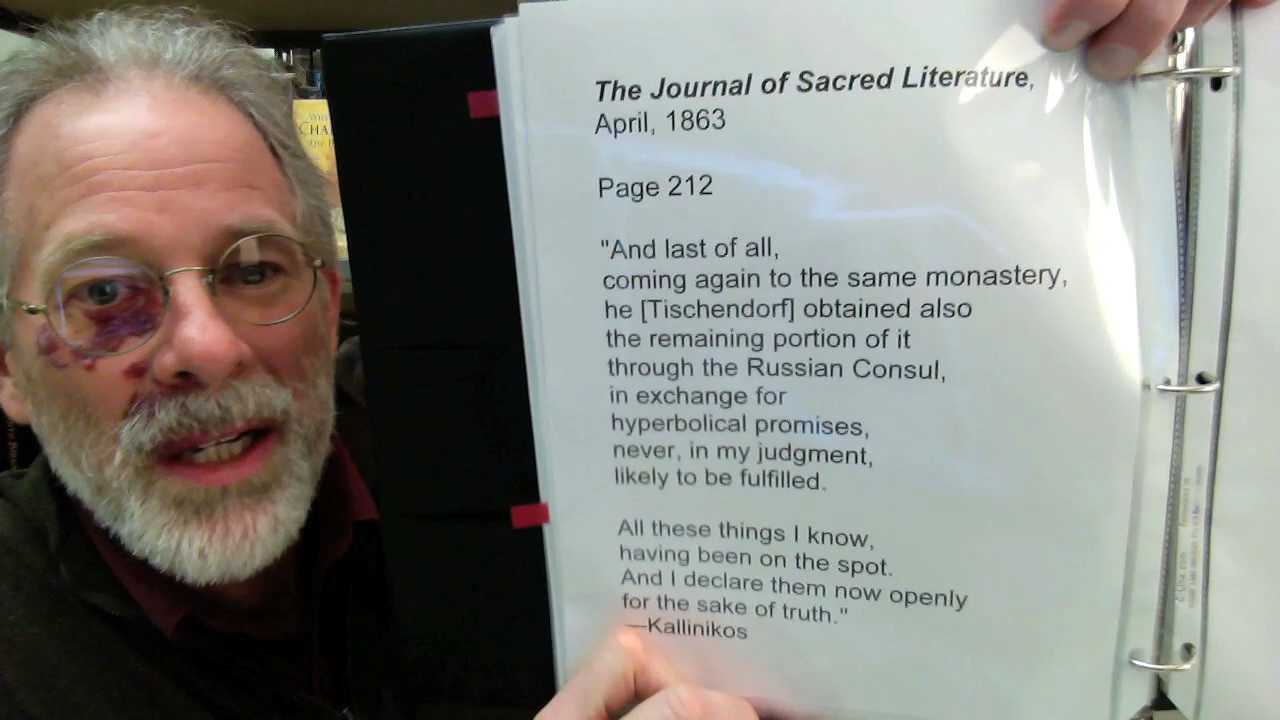 The Journal of Sacred Literature,
April, 1863
Page 212
"And last of all,
coming again to the same monastery,
he [Tischendorf] obtained also
the remaining portion of it
through the Russian Consul,
in exchange for
hyperbolical promises,
never, in my judgment,
likely to be fulfilled.
All these things I know,
having been on the spot.
And I declare them now openly
for the sake of truth."
—Kallinikos